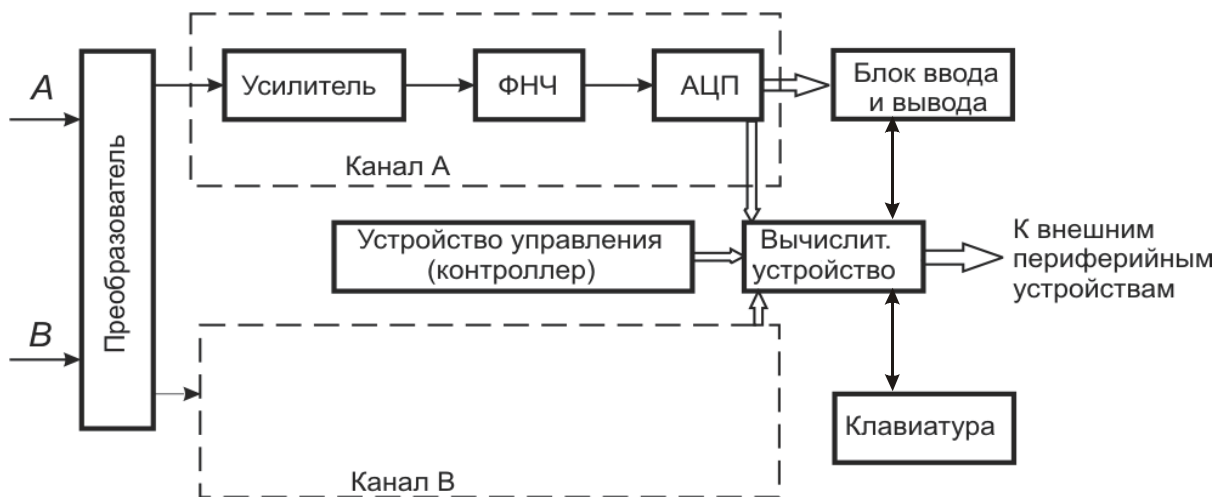 A
B
Преобразователь
Усилитель
ФНЧ
АЦП
Канал А
Блок ввода
и вывода
Устройство управления
(контроллер)
Вычислит.
устройство
К внешним
периферийным
устройствам
Канал В
Клавиатура